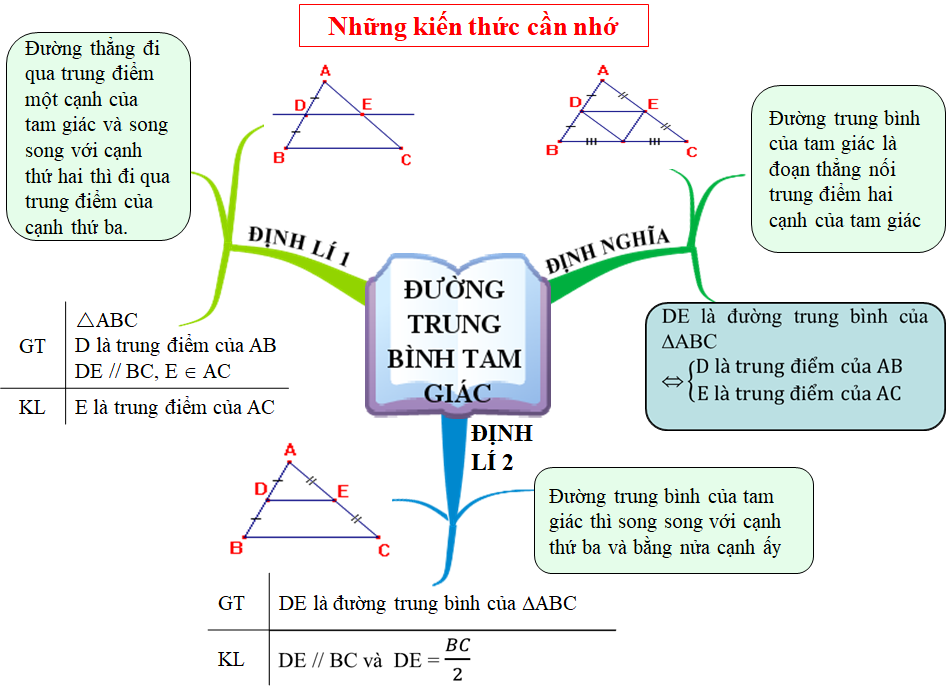 Những kiến thức cần nhớ
Đường thẳng đi
qua trung điểm
một cạnh của
tam giác và song
song với cạnh
thứ hai thì đi qua
trung điểm của
cạnh thứ ba.
A
D
E
B
C
A
D
E
B
C
Đường trung bình
của tam giác là
đoạn thẳng nối
trung điểm hai
cạnh của tam giác
ĐỊNH LÍ 1
ĐỊNH NGHĨA
ĐƯỜNG
TRUNG
BÌNH TAM
GIÁC
GT
△ABC
D là trung điểm của AB
DE // BC, E ∈ AC
KL
E là trung điểm của AC
DE là đường trung bình của
∆ABC
⇔ {D là trung điểm của AB
E là trung điểm của AC
ĐỊNH
LÍ 2
A
D
E
B
C
Đường trung bình của tam
giác thì song song với cạnh
thứ ba và bằng nửa cạnh ấy
GT
DE là đường trung bình của ∆ABC
KL
DE // BC và DE = BC/2